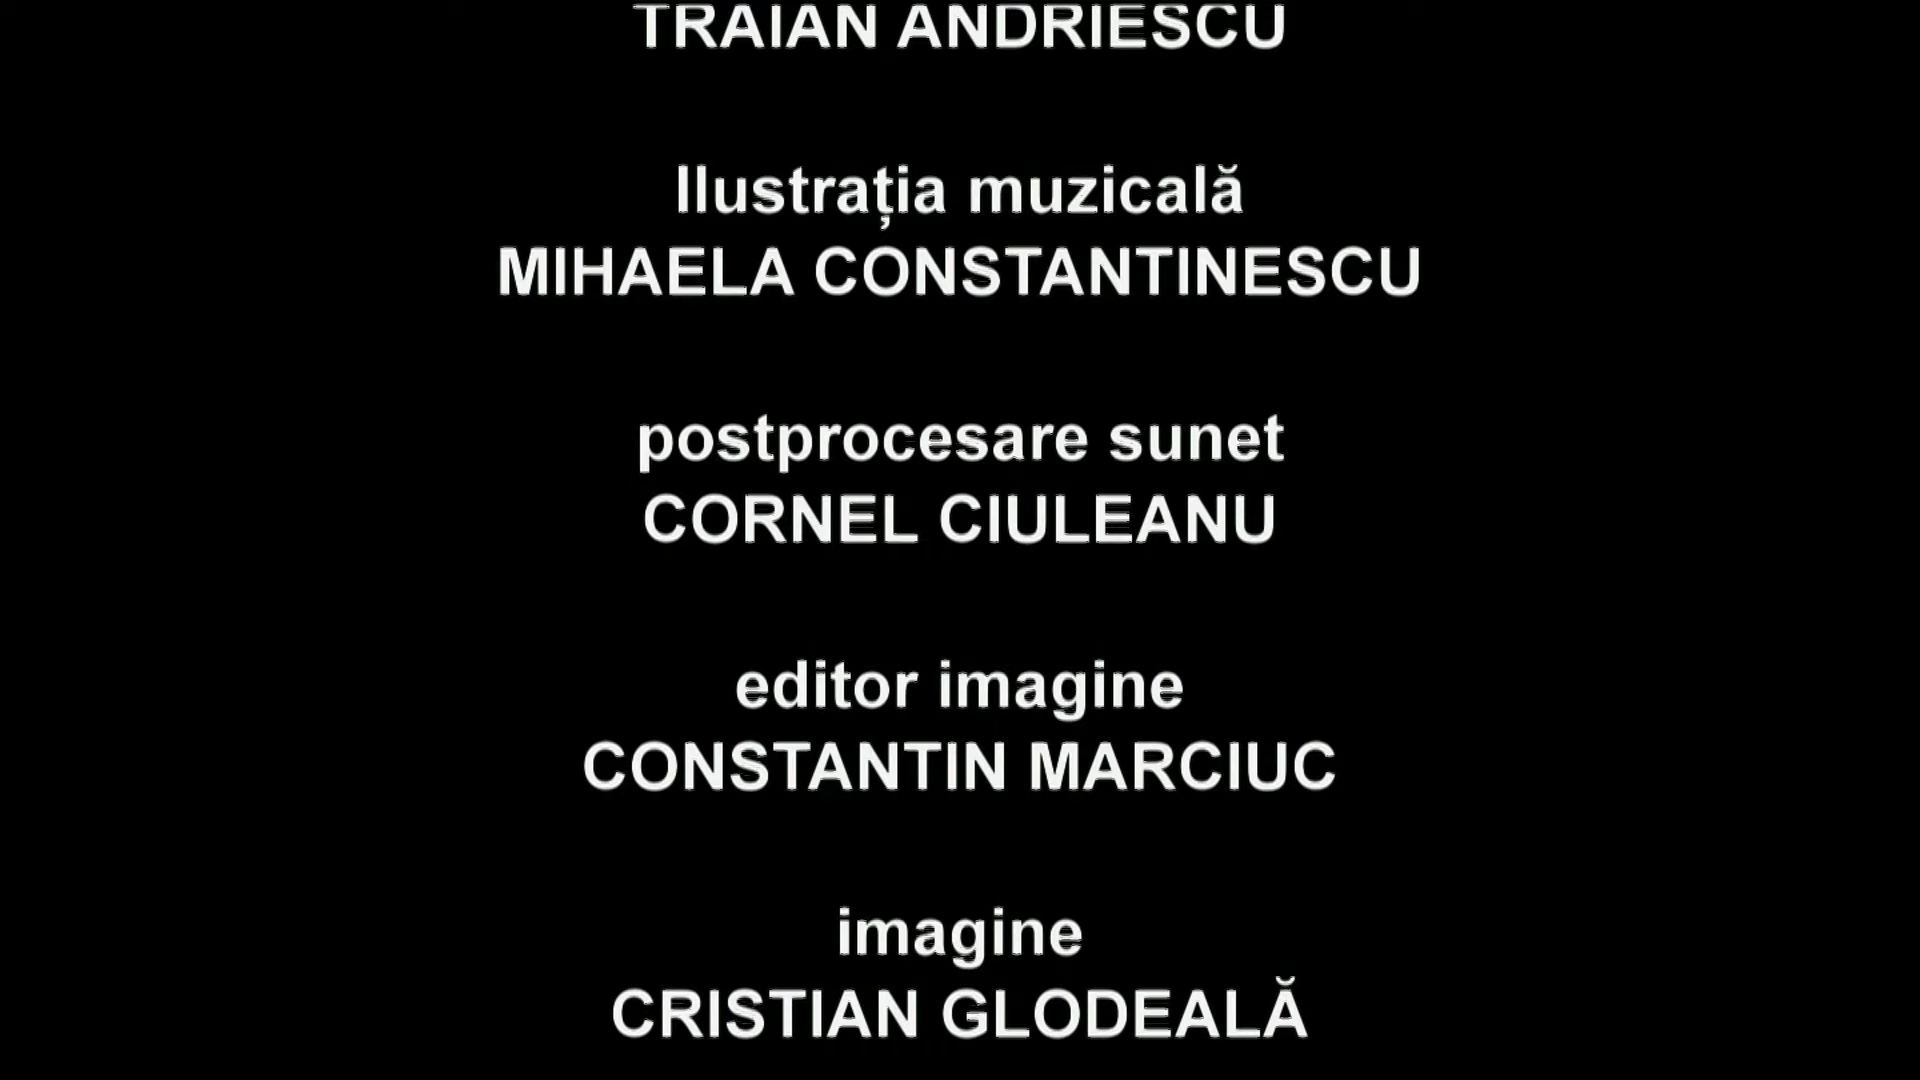 TRAIAN ANDRIESCU
Ilustrația muzicală
MIHAELA CONSTANTINESCU
postprocesare sunet
CORNEL CIULEANU
editor imagine
CONSTANTIN MARCIUC
imagine
CRISTIAN GLODEALĂ